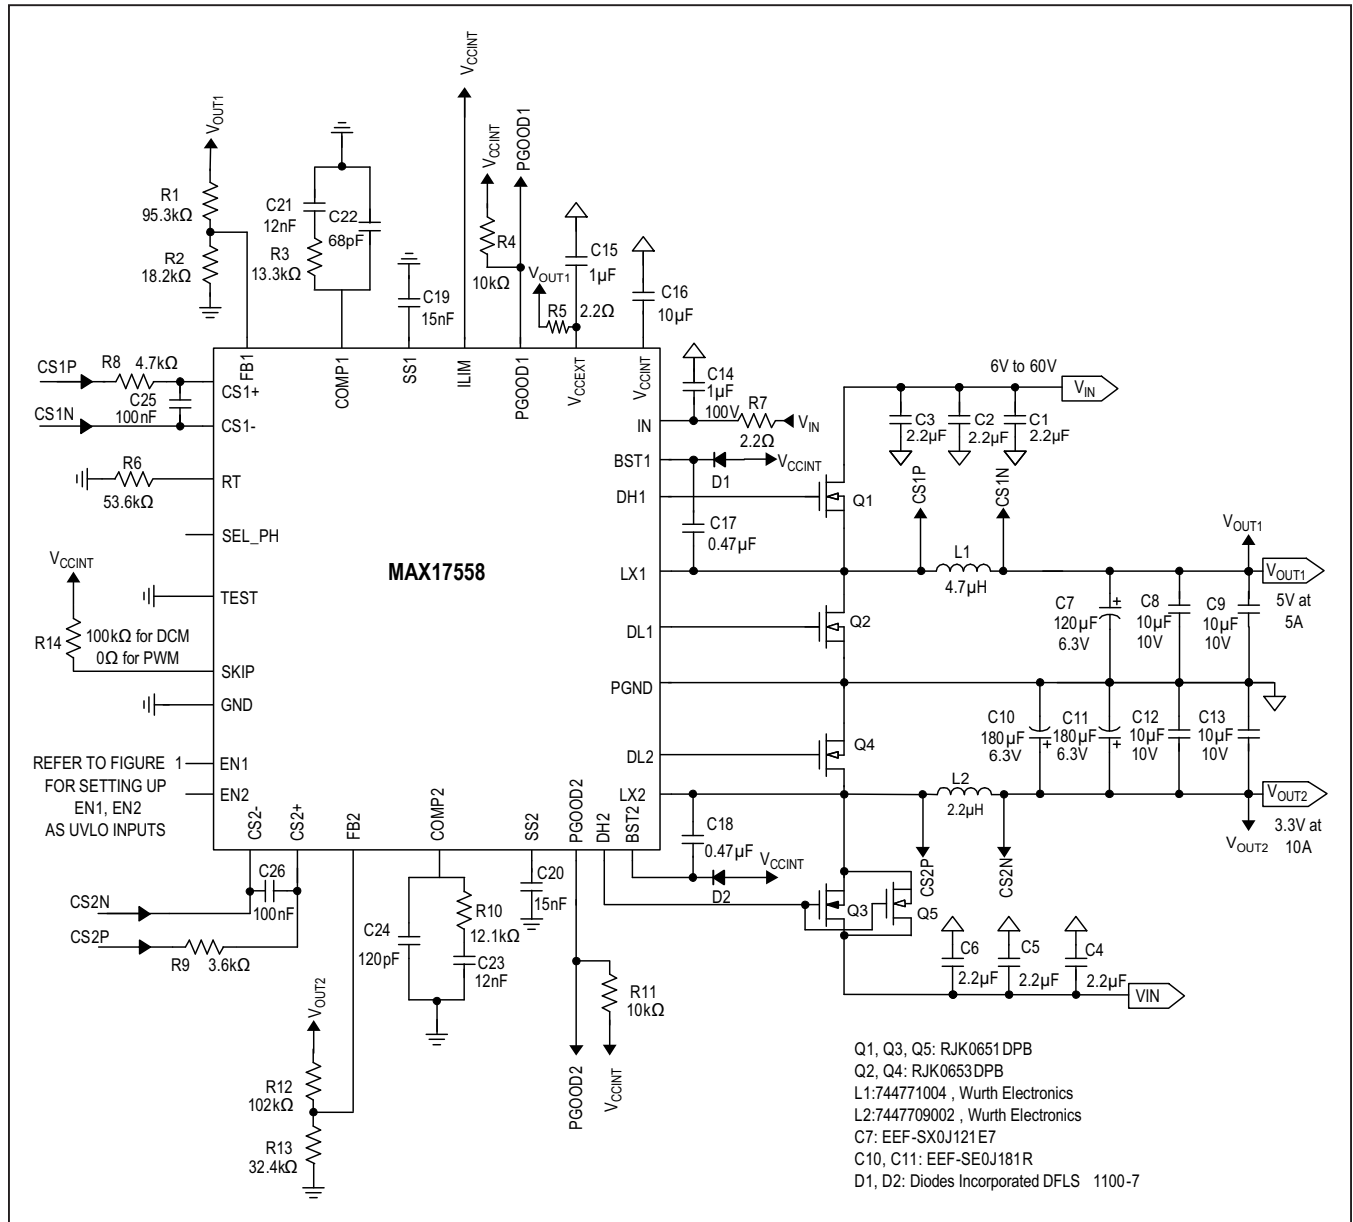 VCCINT
VOUT1
R1
95.3kΩ
R2
18.2kΩ
C21
12nF
R3
13.3kΩ
C22
68pF
C19
15nF
VCCINT
PGOOD1
R4
10kΩ
VOUT1
R5
2.2Ω
C15
1µF
C16
10µF
CS1P
R8
4.7kΩ
C25
100nF
CS1N
FB1
COMP1
SS1
ILIM
PGOOD1
VCCEXT
VCCINT
CS1+
CS1-
R6
53.6kΩ
RT
SEL_PH
VCCINT
TEST
R14
100kΩ for DCM
0Ω for PWM
SKIP
GND
REFER TO FIGURE 1
FOR SETTING UP
EN1, EN2
AS UVLO INPUTS
EN1
EN2
MAX17558
IN
BST1
DH1
LX1
DL1
PGND
DL2
LX2
CS2-
CS2+
FB2
COMP2
SS2
PGOOD2
DH2
BST2
C14
1µF
100V
R7
2.2Ω
VIN
VCCINT
D1
C17
0.47µF
Q1
6V to 60V
VIN
C3
2.2µF
C2
2.2µF
C1
2.2µF
CS1P
CS1N
L1
4.7µH
VOUT1
VOUT1
5V at
5A
Q2
C7
120µF
6.3V
C8
10µF
10V
C9
10µF
10V
Q4
C10
180µF
6.3V
C11
180µF
6.3V
C12
10µF
10V
C13
10µF
10V
L2
2.2µH
VOUT2
3.3V at
10A
VOUT2
CS2P
CS2N
C18
0.47µF
VCCINT
D2
Q3
Q5
C6
2.2µF
C5
2.2µF
C4
2.2µF
VIN
CS2N
C26
100nF
CS2P
R9
3.6kΩ
C24
120pF
R10
12.1kΩ
C23
12nF
C20
15nF
R11
10kΩ
PGOOD2
VCCINT
VOUT2
R12
102kΩ
R13
32.4kΩ
Q1, Q3, Q5: RJK0651DPB
Q2, Q4: RJK0653DPB
L1:744771004 , Wurth Electronics
L2:7447709002 , Wurth Electronics
C7: EEF-SX0J121E7
C10, C11: EEF-SE0J181R
D1, D2: Diodes Incorporated DFLS 1100-7